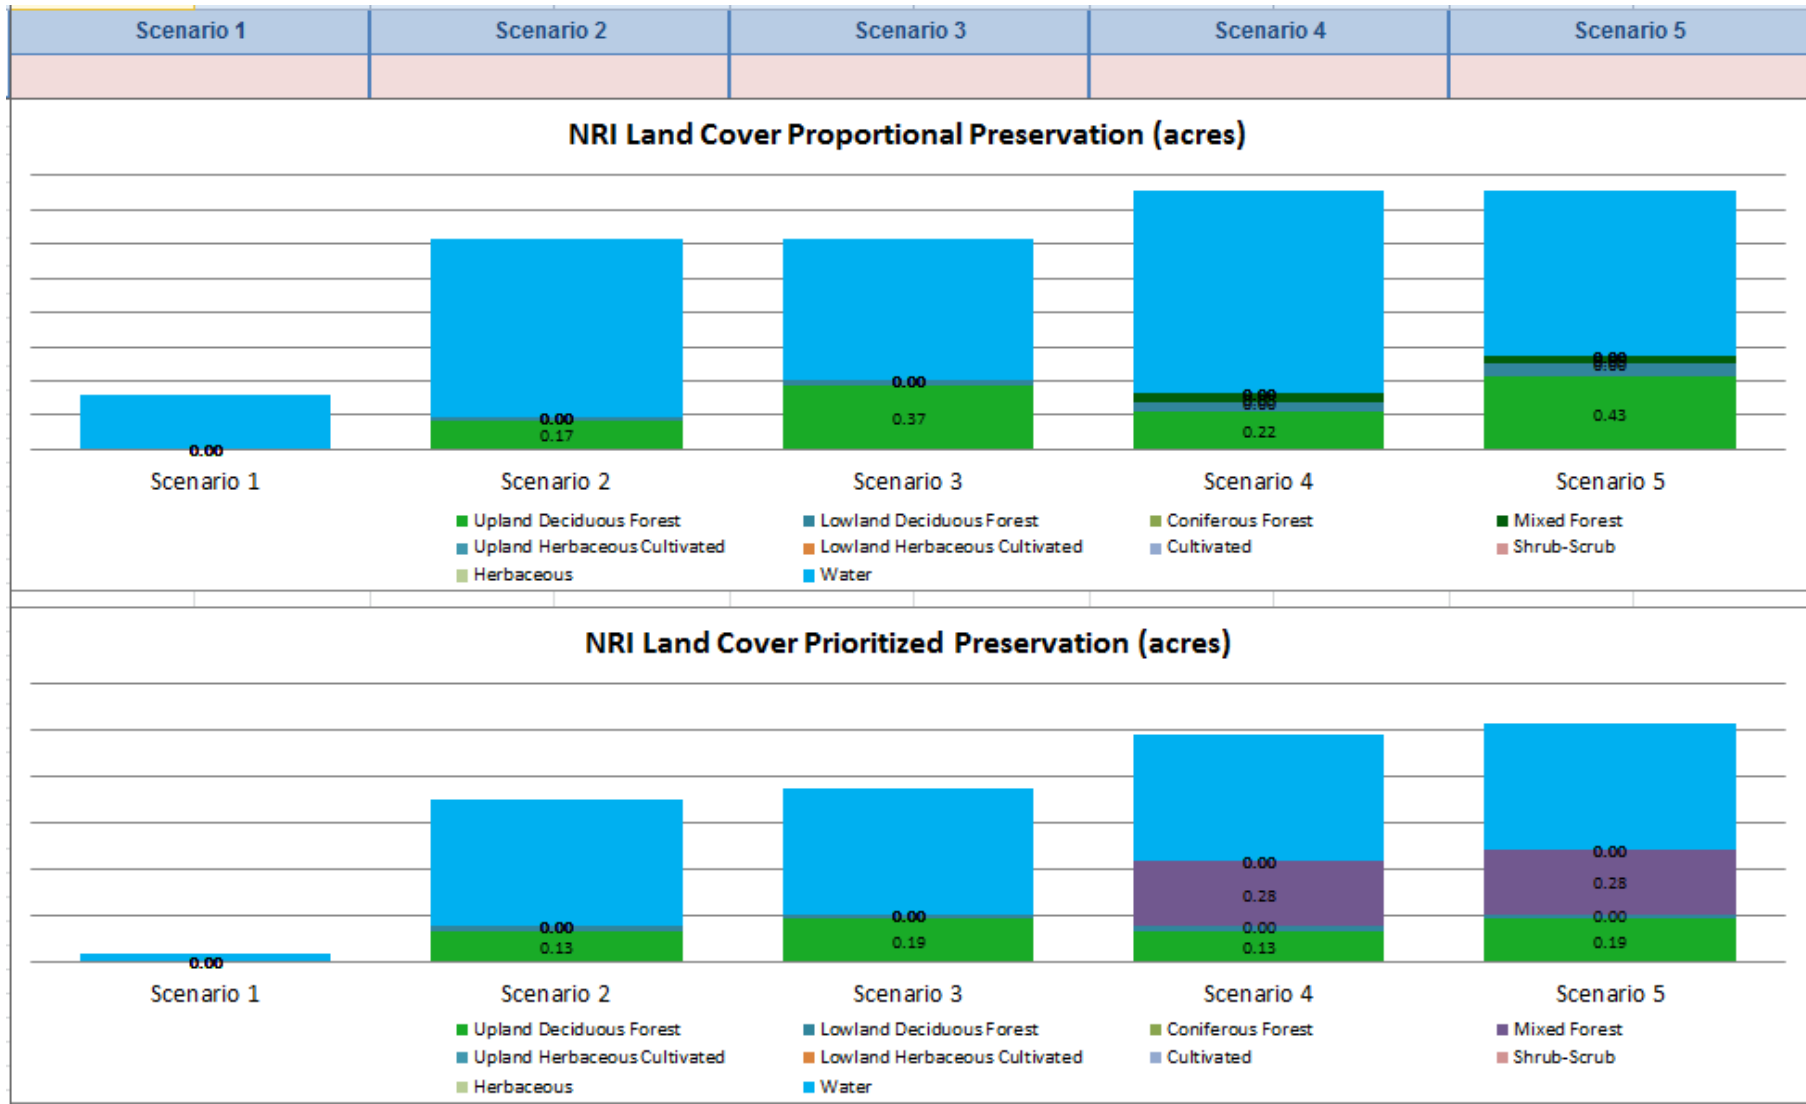 Scenario 1 Scenario 2 Scenario 3 Scenario 4 Scenario 5
NRI Land Cover Proportional Preservation (acres)
0.00
0.00
0.17
0.00
0.37
0.00
0.00
0.22
0.00
0.00
0.43
Scenario 1 Scenario 2 Scenario 3 Scenario 4 Scenario 5
Upland Deciduous Forest Lowland Deciduous Forest Coniferous Forest Mixed Forest
Upland Herbaceous Cultivated Lowland Herbaceous Cultivated Cultivated Shrub-Scrub
Herbaceous Water
NRI Land Cover Prioritized Preservation (acres)
0.00
0.00
0.13
0.00
0.19
0.00
0.28
0.00
0.13
0.00
0.28
0.00
0.19
Scenario 1 Scenario 2 Scenario 3 Scenario 4 Scenario 5
Upland Deciduous Forest Lowland Deciduous Forest Coniferous Forest Mixed Forest
Upland Herbaceous Cultivated Lowland Herbaceous Cultivated Cultivated Shrub-Scrub
Herbaceous Water